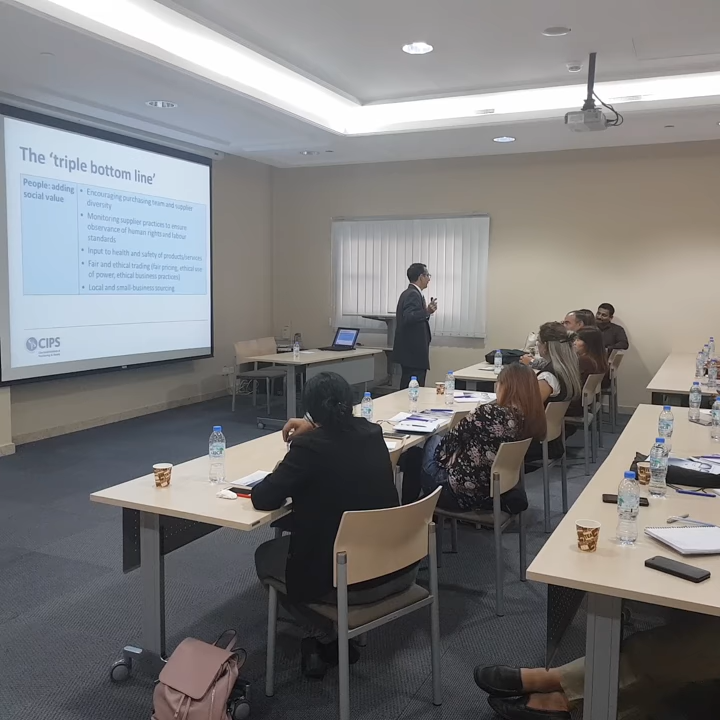 The 'triple bottom line'
People: adding
social value
• Encouraging purchasing team and supplier
diversity
• Monitoring supplier practices to ensure
observance of human rights and labour
standards
• Input to health and safety of products/services
• Fair and ethical trading (fair pricing, ethical use
of power, ethical business practices)
• Local and small-business sourcing
CIPS